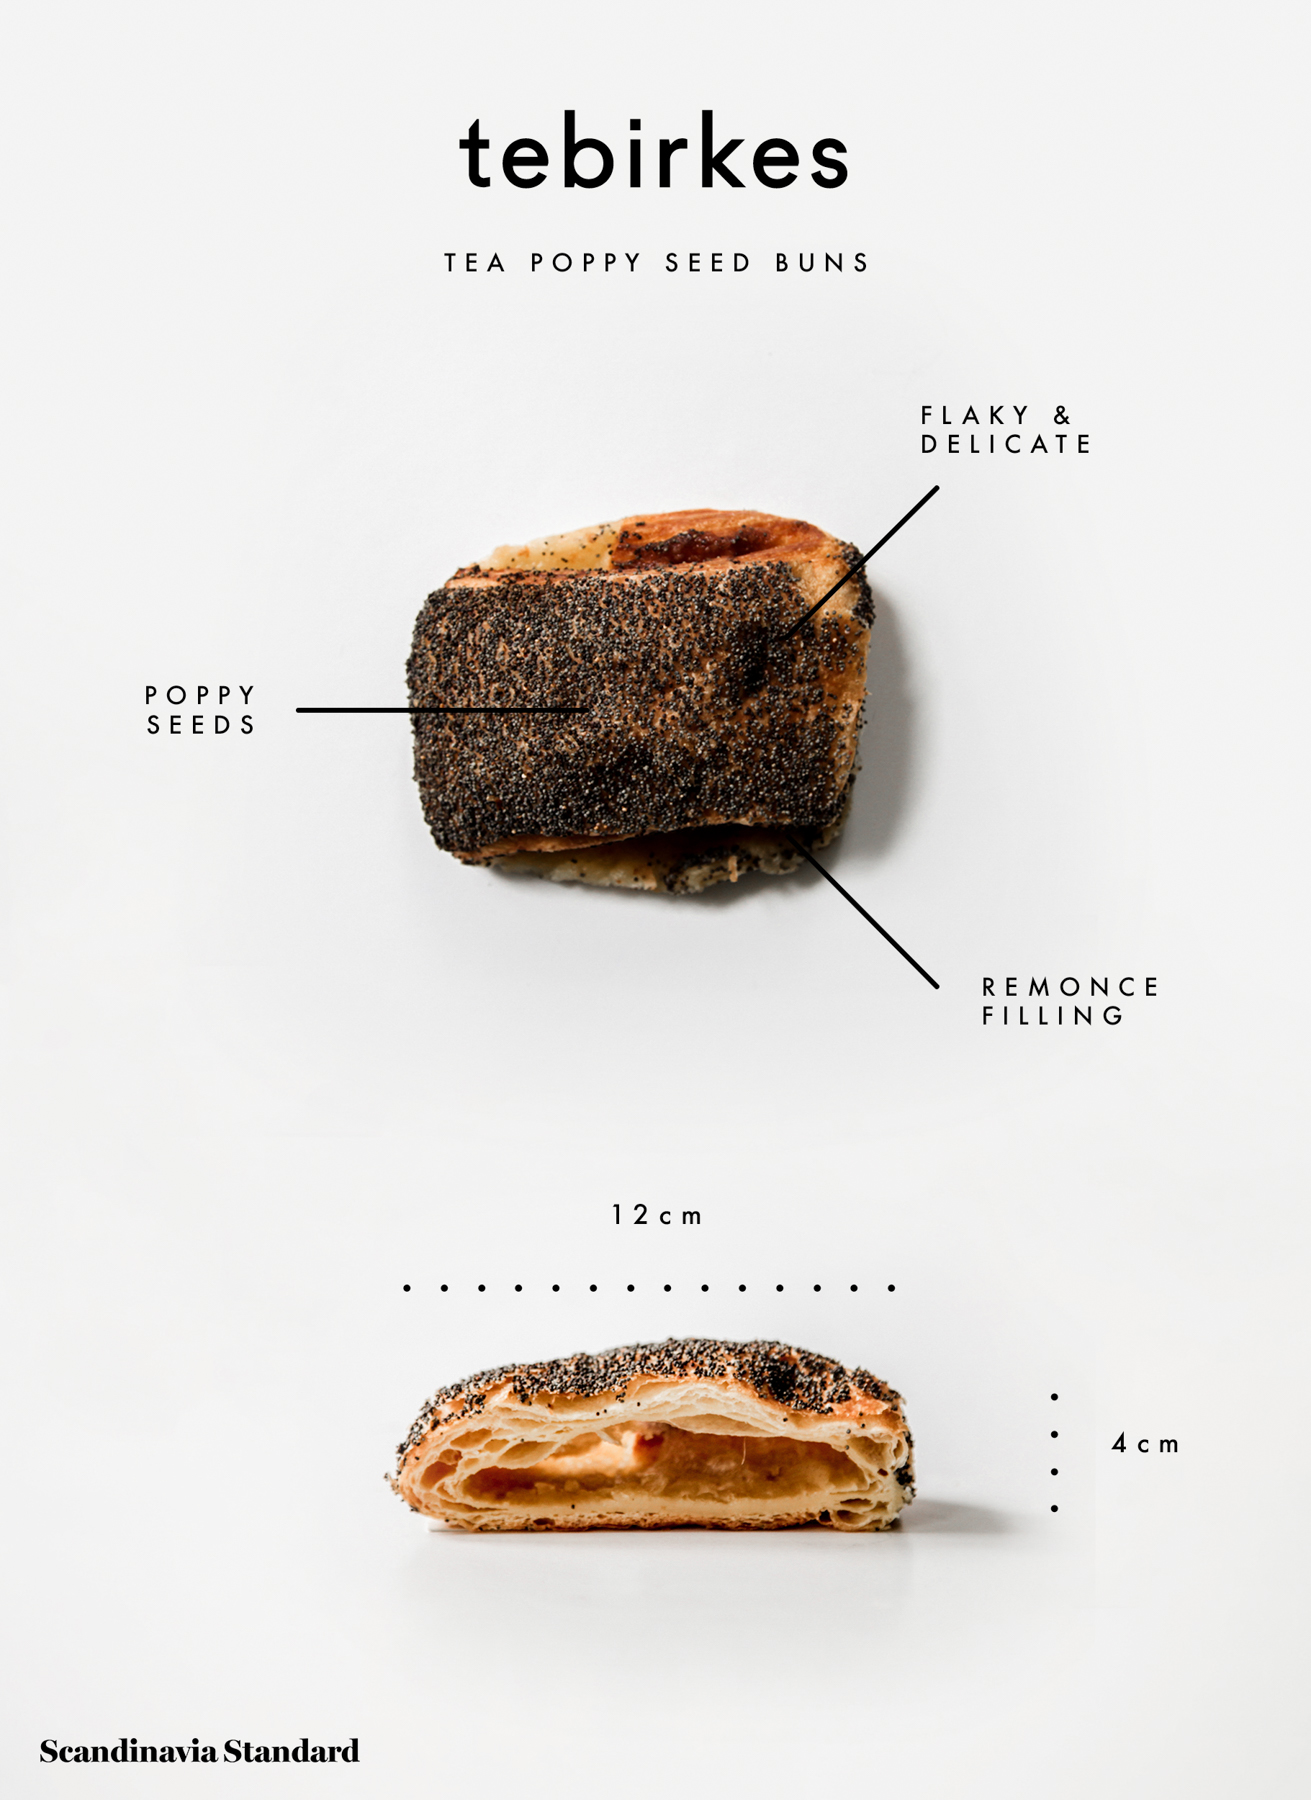 tebirkes
TEA POPPY SEED BUNS
FLAKY &
DELICATE
POPPY
SEEDS
REMONCE
FILLING
12cm
4cm
Scandinavia Standard